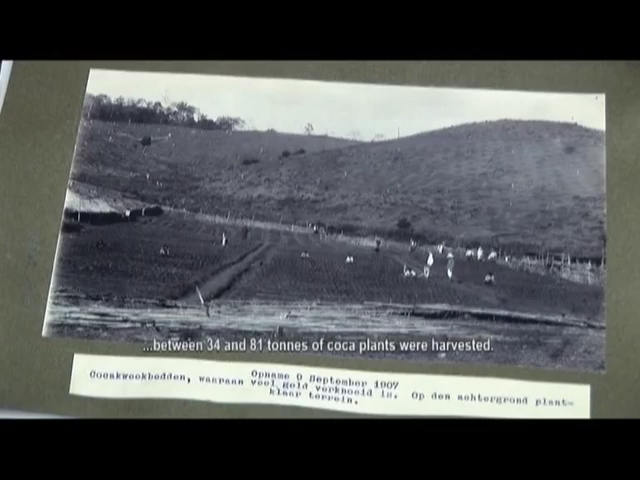 ...between 34 and 81 tonnes of coca plants were harvested.
Opname 9 September 1907
Cocakweekbedden, waaraan veel geld verknoeid is. Op den achtergrond plant-
klaar terrein.